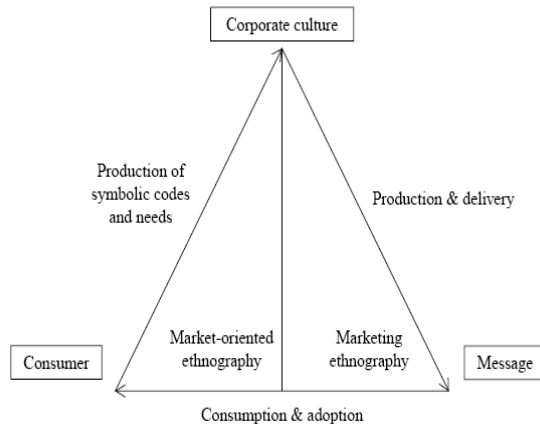 Corporate culture
Production of
symbolic codes
and needs
Production & delivery
Market-oriented
ethnography
Marketing
ethnography
Consumer
Message
Consumption & adoption